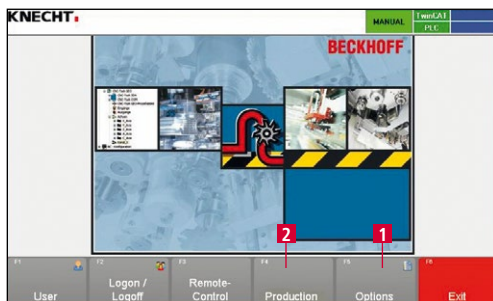 KNECHT
MANUAL
TwinCAT
PLC
BECKHOFF
2
1
F1
F2
F3
F4
F5
F6
User
Logon /
Logoff
Remote-
Control
Production
Options
Exit